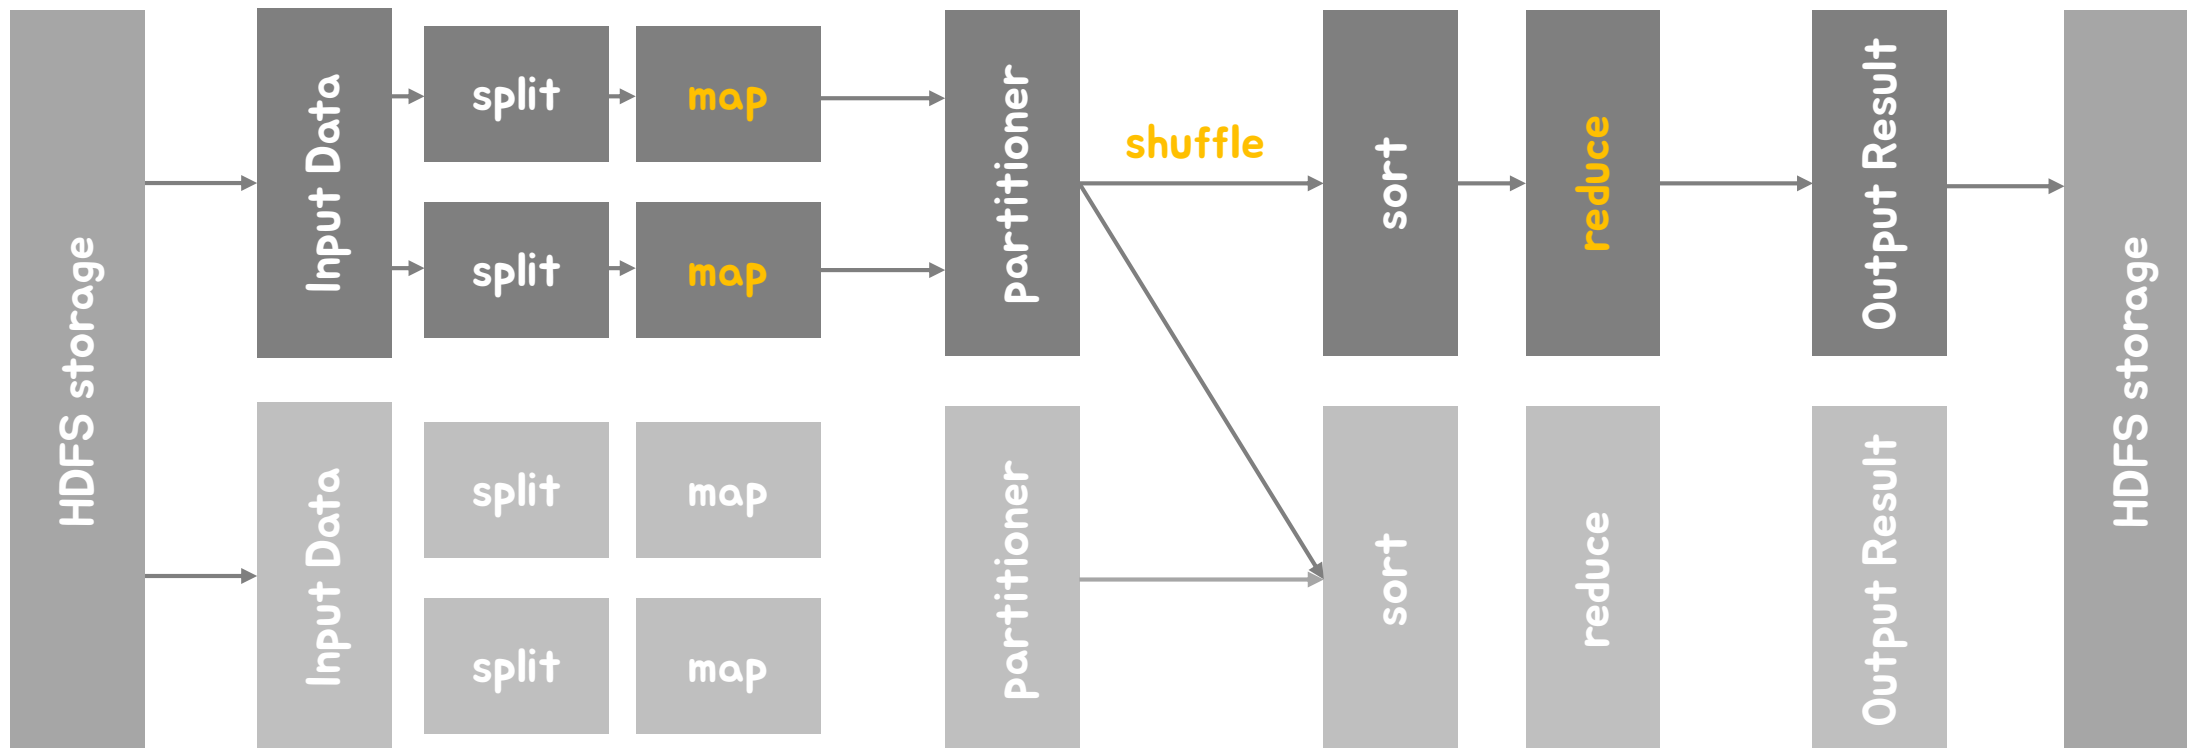 HDFS storage
Input Data
split
map
split
map
partitioner
shuffle
sort
reduce
Output Result
HDFS storage
Input Data
split
map
split
map
partitioner
sort
reduce
Output Result